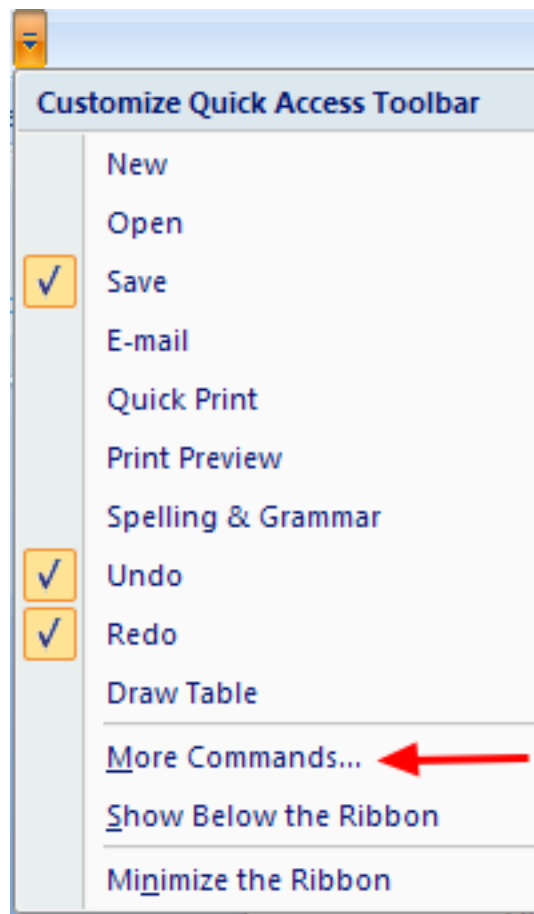 Customize Quick Access Toolbar
New
Open
Save
E-mail
Quick Print
Print Preview
Spelling & Grammar
Undo
Redo
Draw Table
More Commands...
Show Below the Ribbon
Minimize the Ribbon